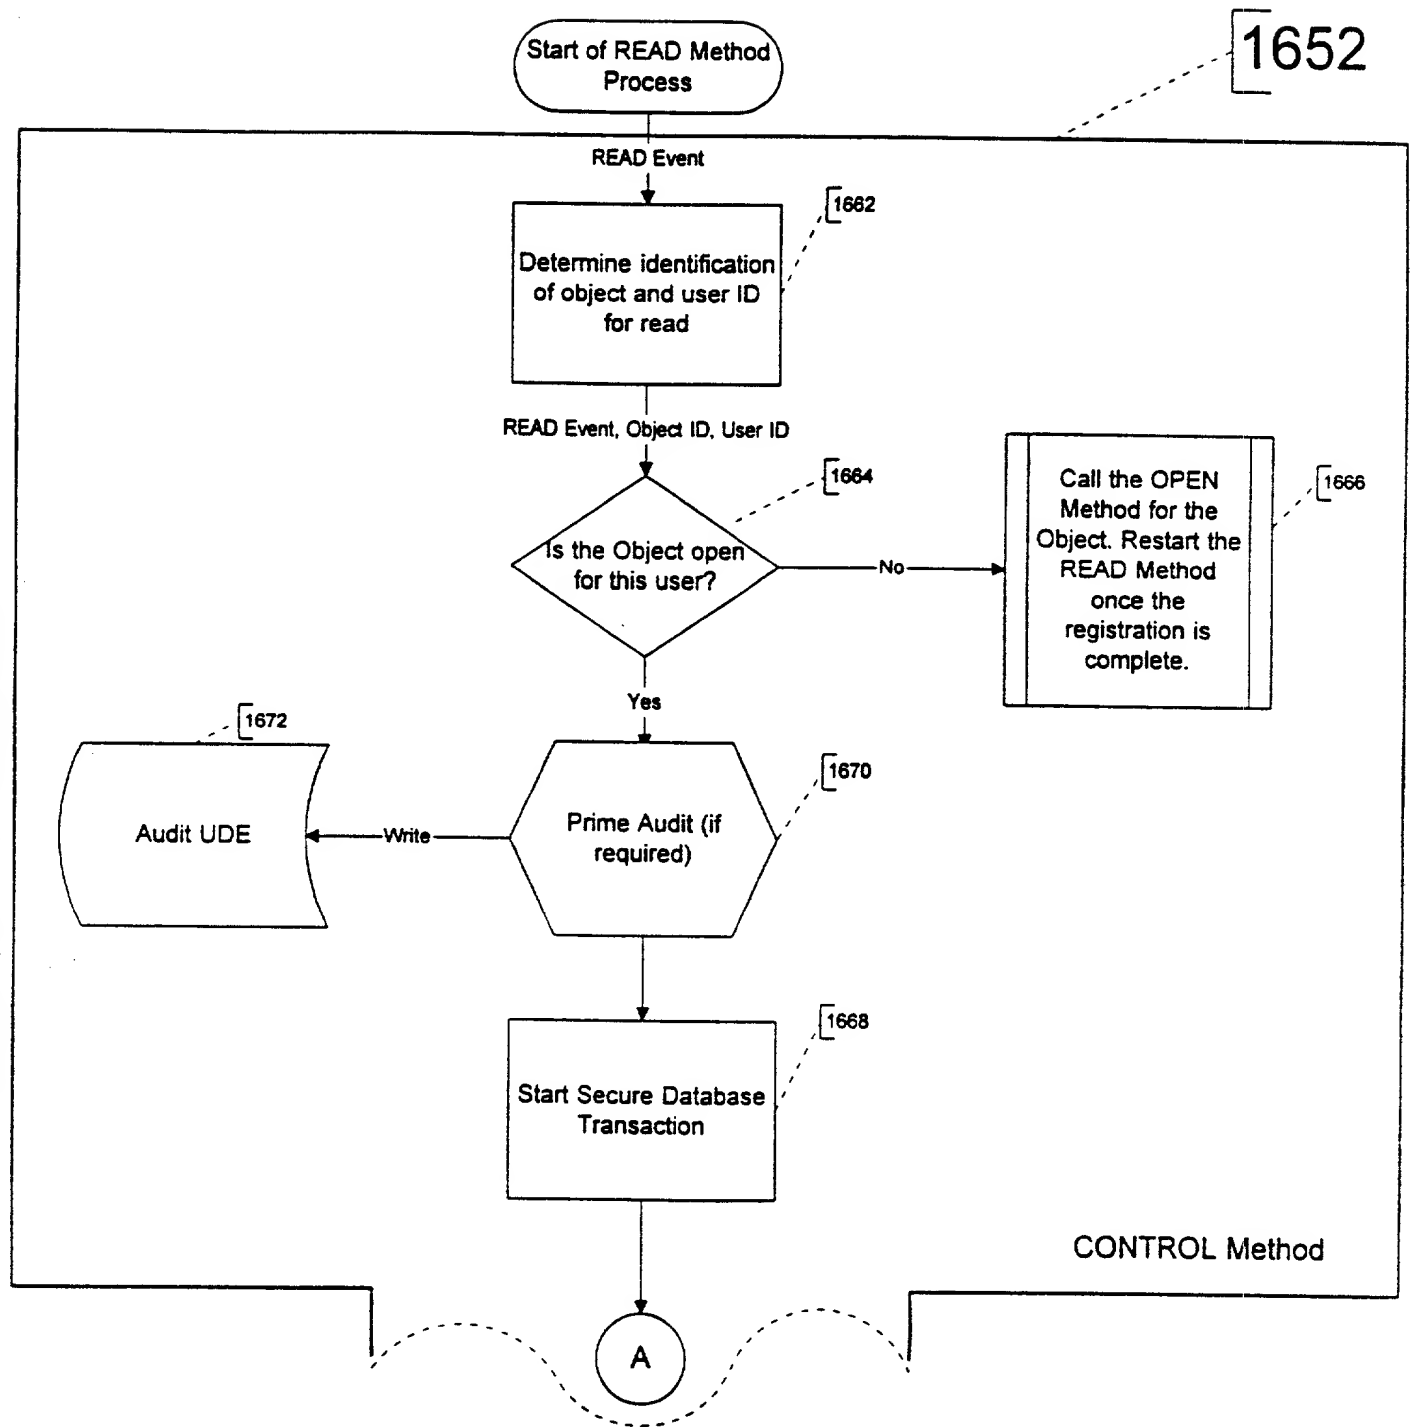 Start of READ Method
Process
1652
READ Event
1662
Determine identification
of object and user ID
for read
READ Event, Object ID, User ID
1664
Is the Object open
for this user?
No
1666
Call the OPEN
Method for the
Object. Restart the
READ Method
once the
registration is
complete.
Yes
1672
Audit UDE
Write
1670
Prime Audit (if
required)
1668
Start Secure Database
Transaction
CONTROL Method
A